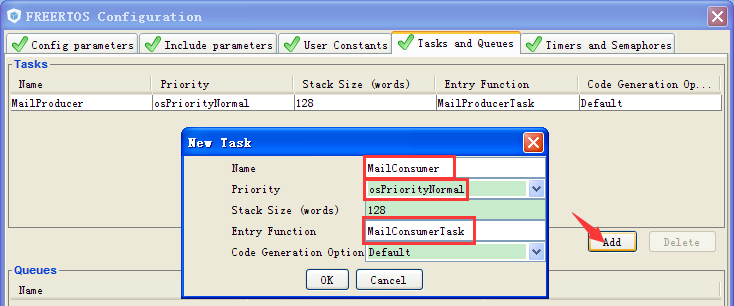 FREERTOS Configuration
Config parameters Include parameters User Constants Tasks and Queues Timers and Semaphores
Tasks
Name Priority Stack Size (words) Entry Function Code Generation Op...
MailProducer osPriorityNormal 128 MailProducerTask Default
New Task
Name MailConsumer
Priority osPriorityNormal
Stack Size (words) 128
Entry Function MailConsumerTask
Code Generation Option Default
OK Cancel
Add Delete
Queues
Name